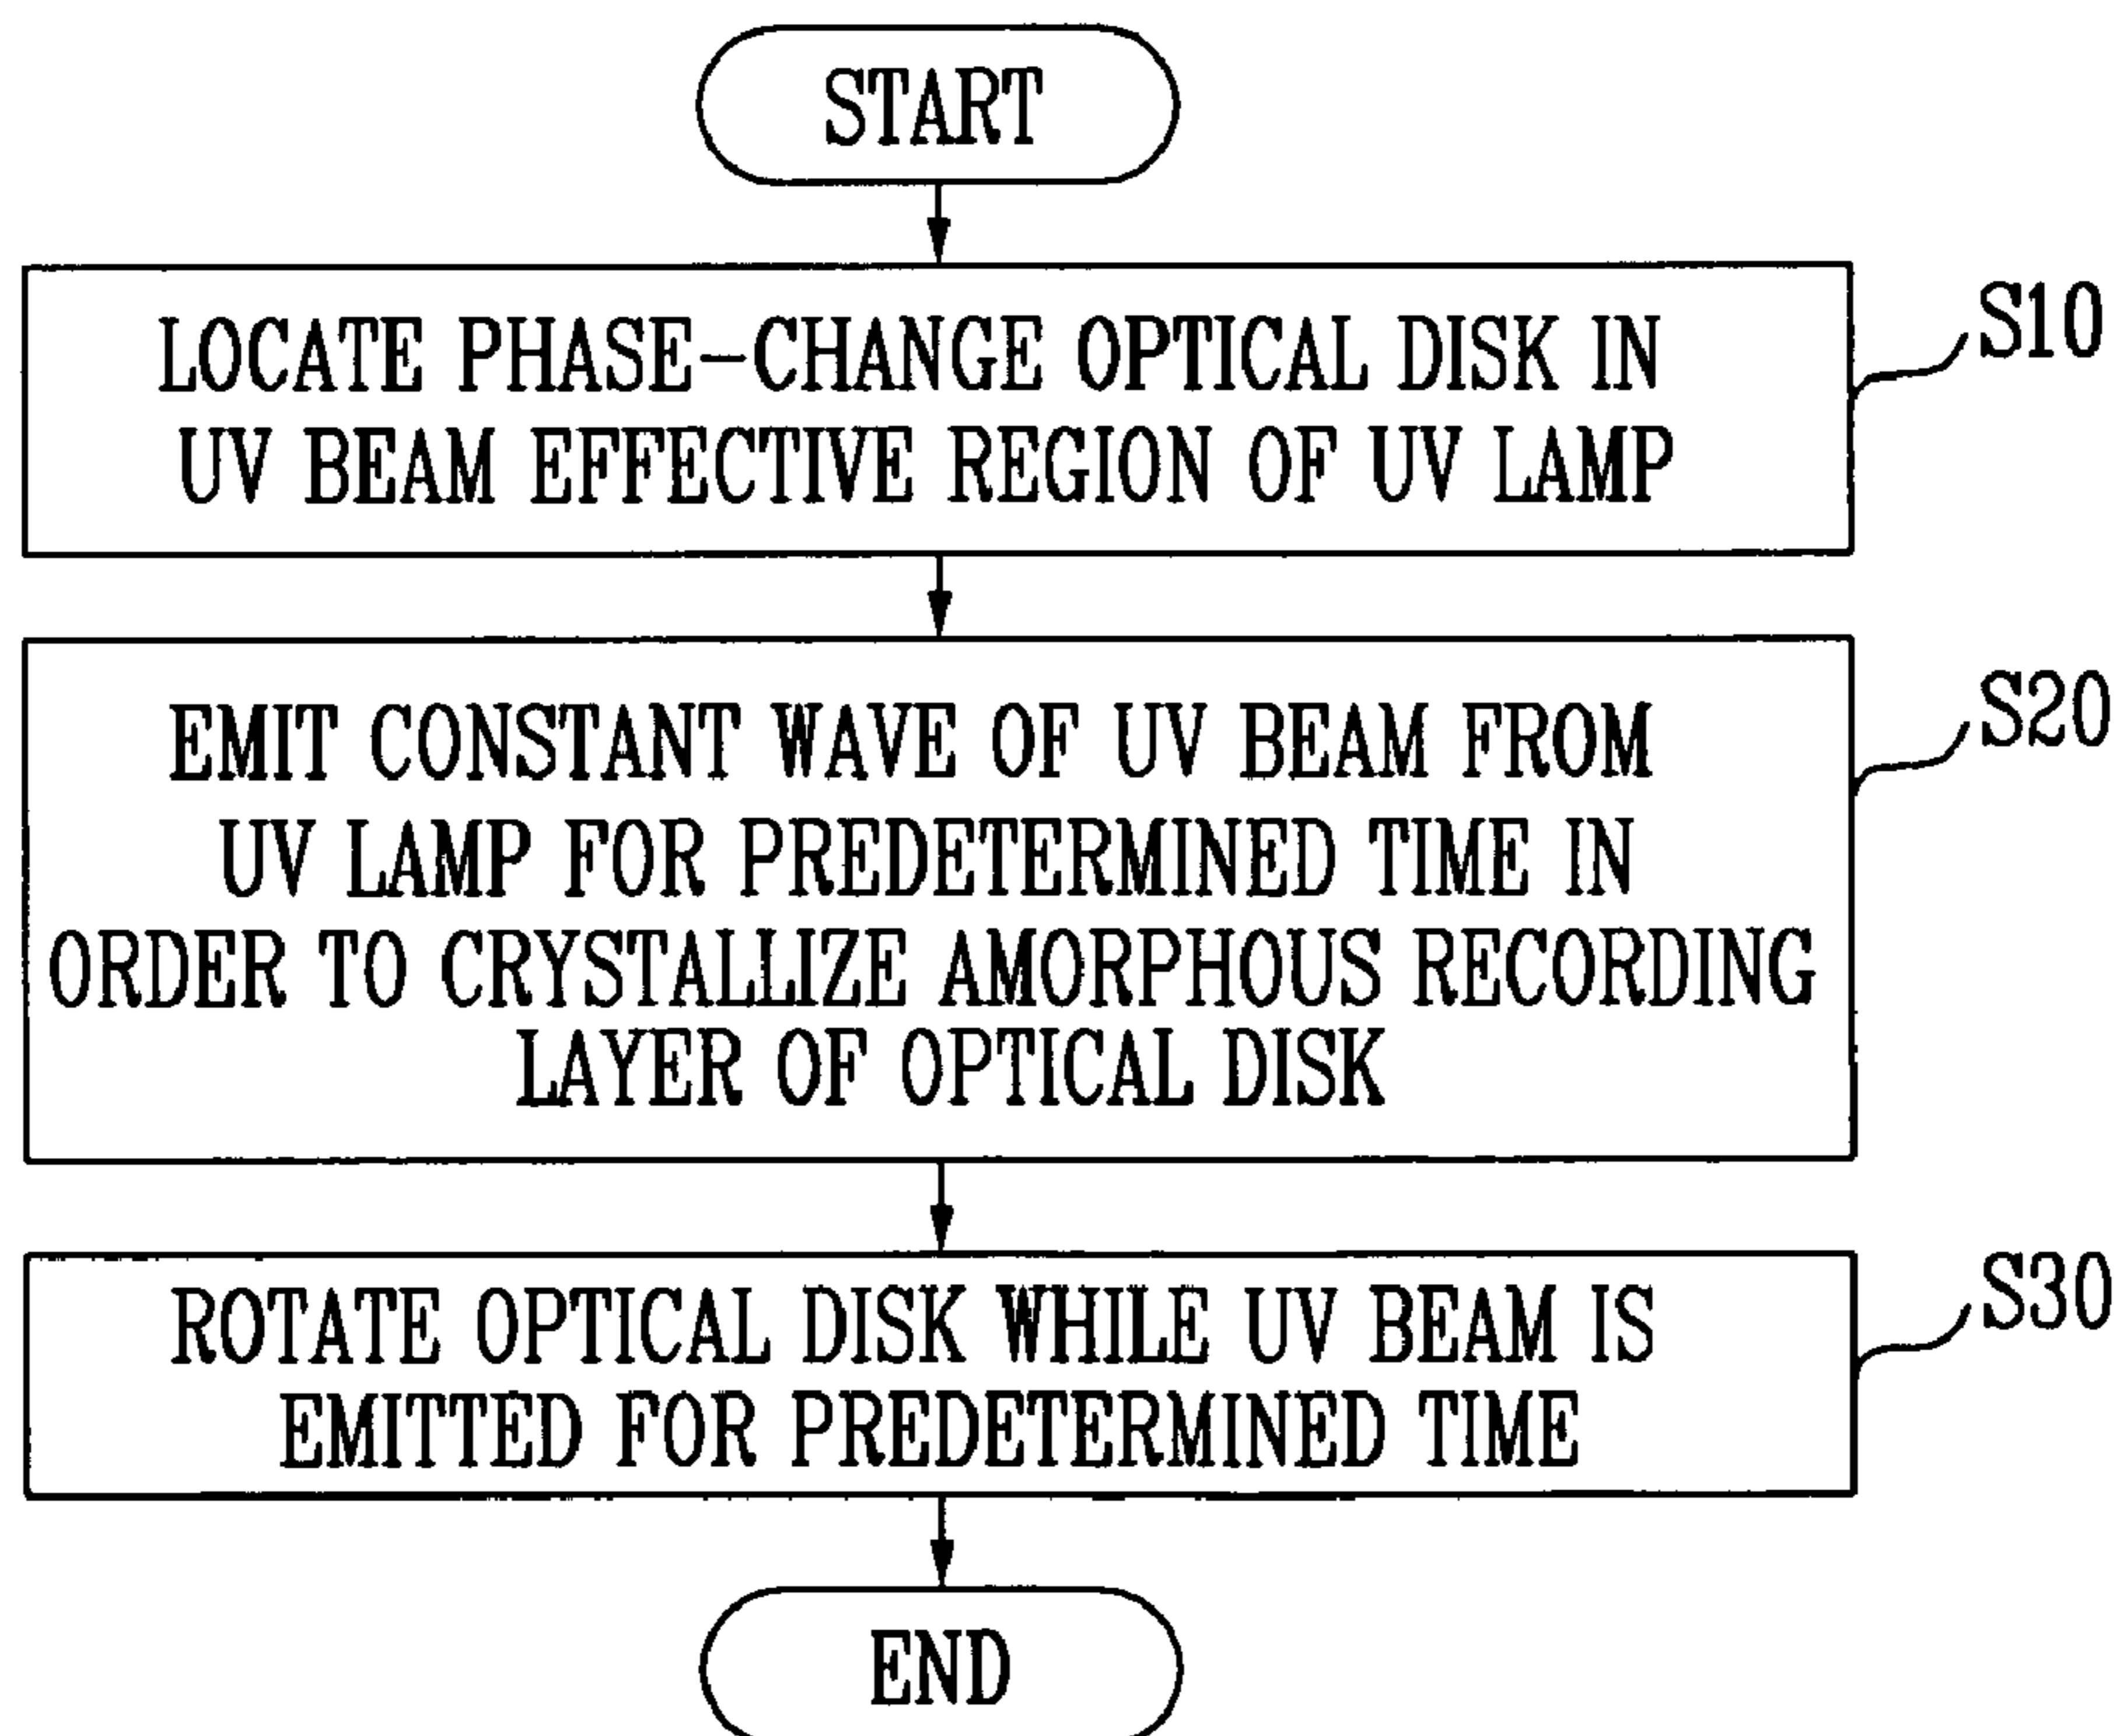 START
LOCATE PHASE-CHANGE OPTICAL DISK IN
UV BEAM EFFECTIVE REGION OF UV LAMP
S10
EMIT CONSTANT WAVE OF UV BEAM FROM
UV LAMP FOR PREDETERMINED TIME IN
ORDER TO CRYSTALLIZE AMORPHOUS RECORDING
LAYER OF OPTICAL DISK
S20
ROTATE OPTICAL DISK WHILE UV BEAM IS
EMITTED FOR PREDETERMINED TIME
S30
END